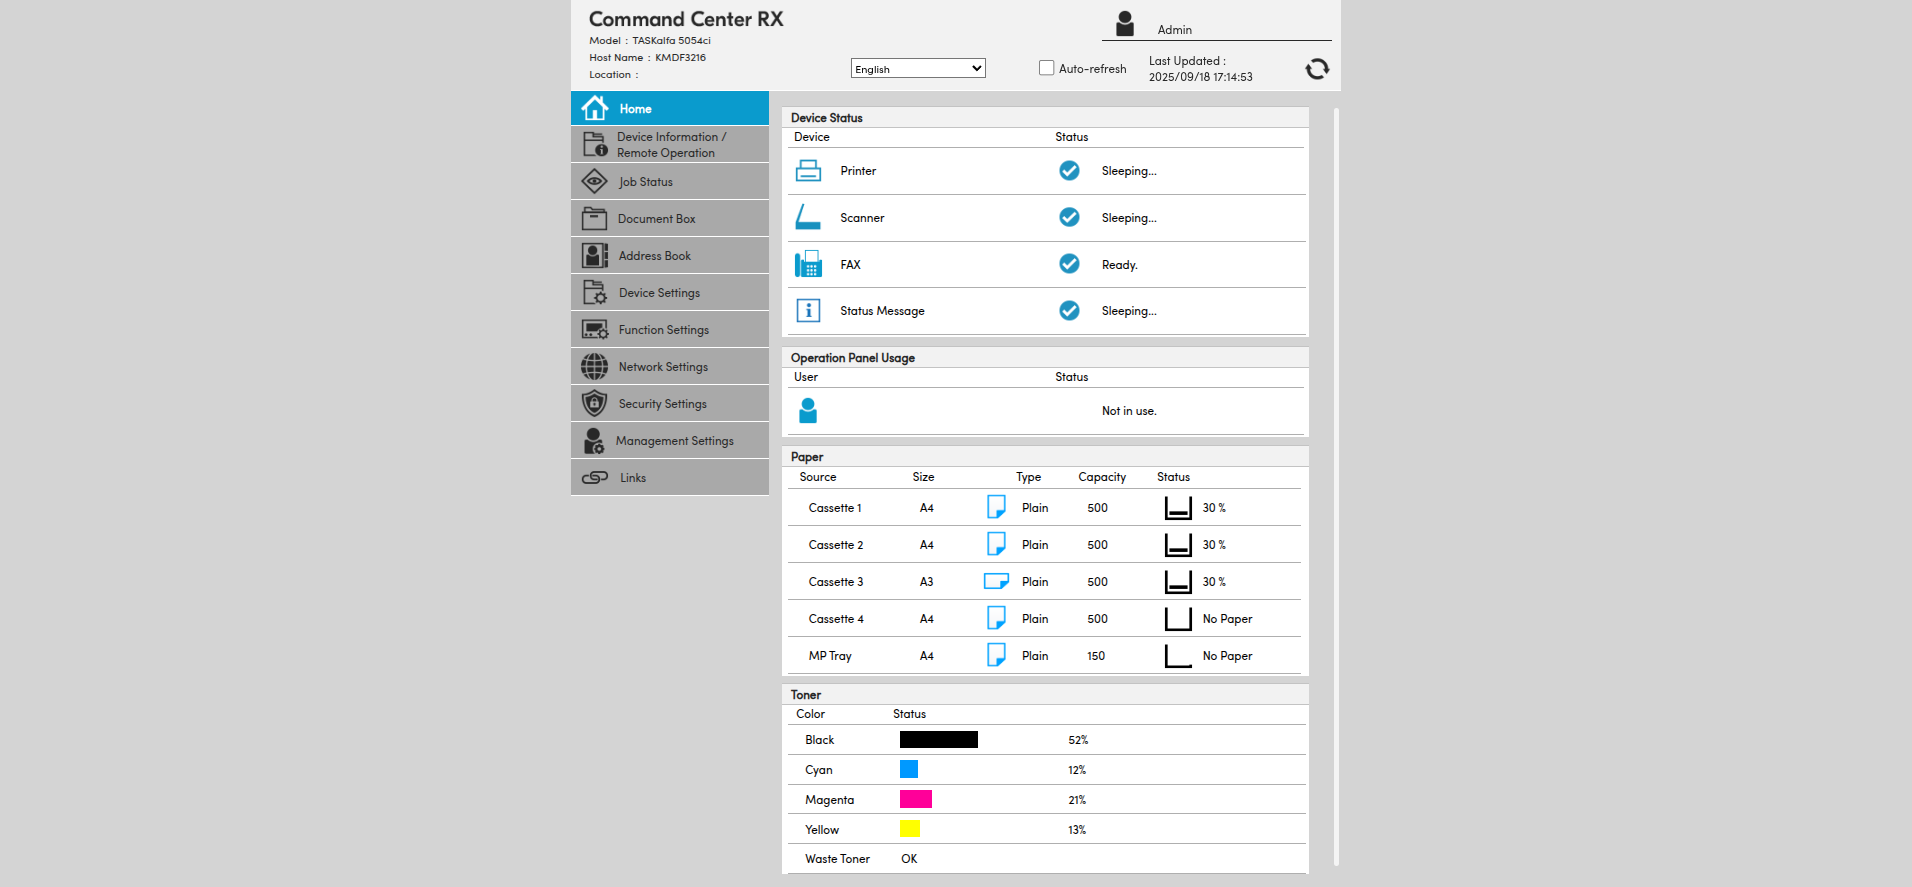 Command Center RX
Model : TASKalfa 5054ci
Host Name : KMDF3216
Location :
Admin
English
Auto-refresh
Last Updated :
2025/09/18 17:14:53
Home
Device Information /
Remote Operation
Job Status
Document Box
Address Book
Device Settings
Function Settings
Network Settings
Security Settings
Management Settings
Links
Device Status
Device Status
Printer Sleeping...
Scanner Sleeping...
FAX Ready.
Status Message Sleeping...
Operation Panel Usage
User Status
Not in use.
Paper
Source Size Type Capacity Status
Cassette 1 A4 Plain 500 30 %
Cassette 2 A4 Plain 500 30 %
Cassette 3 A3 Plain 500 30 %
Cassette 4 A4 Plain 500 No Paper
MP Tray A4 Plain 150 No Paper
Toner
Color Status
Black 52%
Cyan 12%
Magenta 21%
Yellow 13%
Waste Toner OK